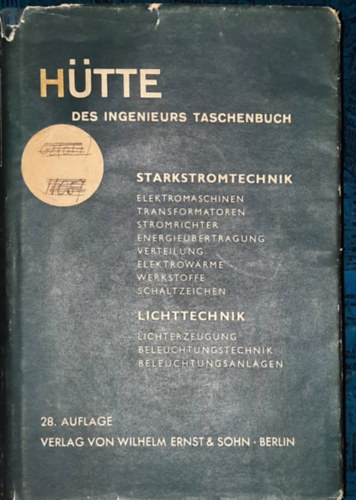 HÜTTE
DES INGENIEURS TASCHENBUCH
STARKSTROMTECHNIK
ELEKTROMASCHINEN
TRANSFORMATOREN
STROMRICHTER
ENERGIEÜBERTRAGUNG
VERTEILUNG
ELEKTROWÄRME
WERKSTOFFE
SCHALTZEICHEN
LICHTTECHNIK
LICHTERZEUGUNG
BELEUCHTUNGSTECHNIK
BELEUCHTUNGSANLAGEN
28. AUFLAGE
VERLAG VON WILHELM ERNST & SOHN · BERLIN